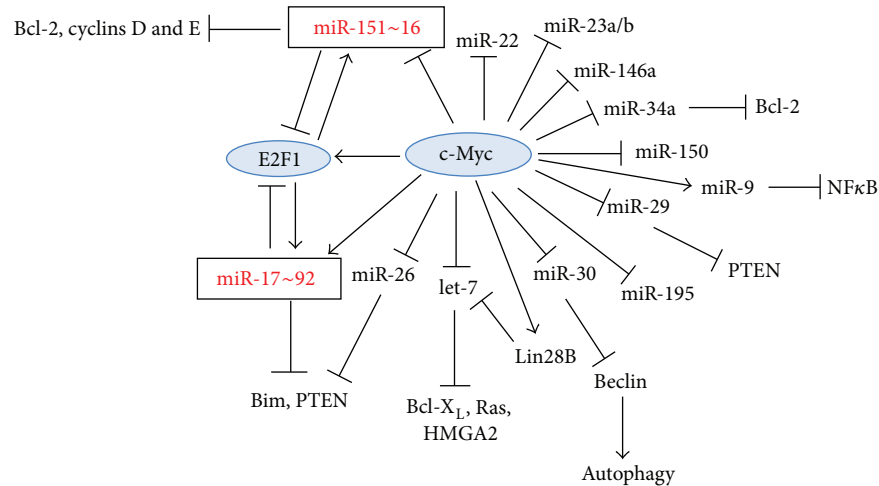 Bcl-2, cyclins D and E
miR-151~16
miR-22
miR-23a/b
miR-146a
miR-34a
Bcl-2
E2F1
c-Myc
miR-150
miR-9
NFκB
miR-29
PTEN
miR-17~92
miR-26
let-7
miR-30
miR-195
Lin28B
Beclin
Bim, PTEN
Bcl-XL, Ras,
HMGA2
Autophagy